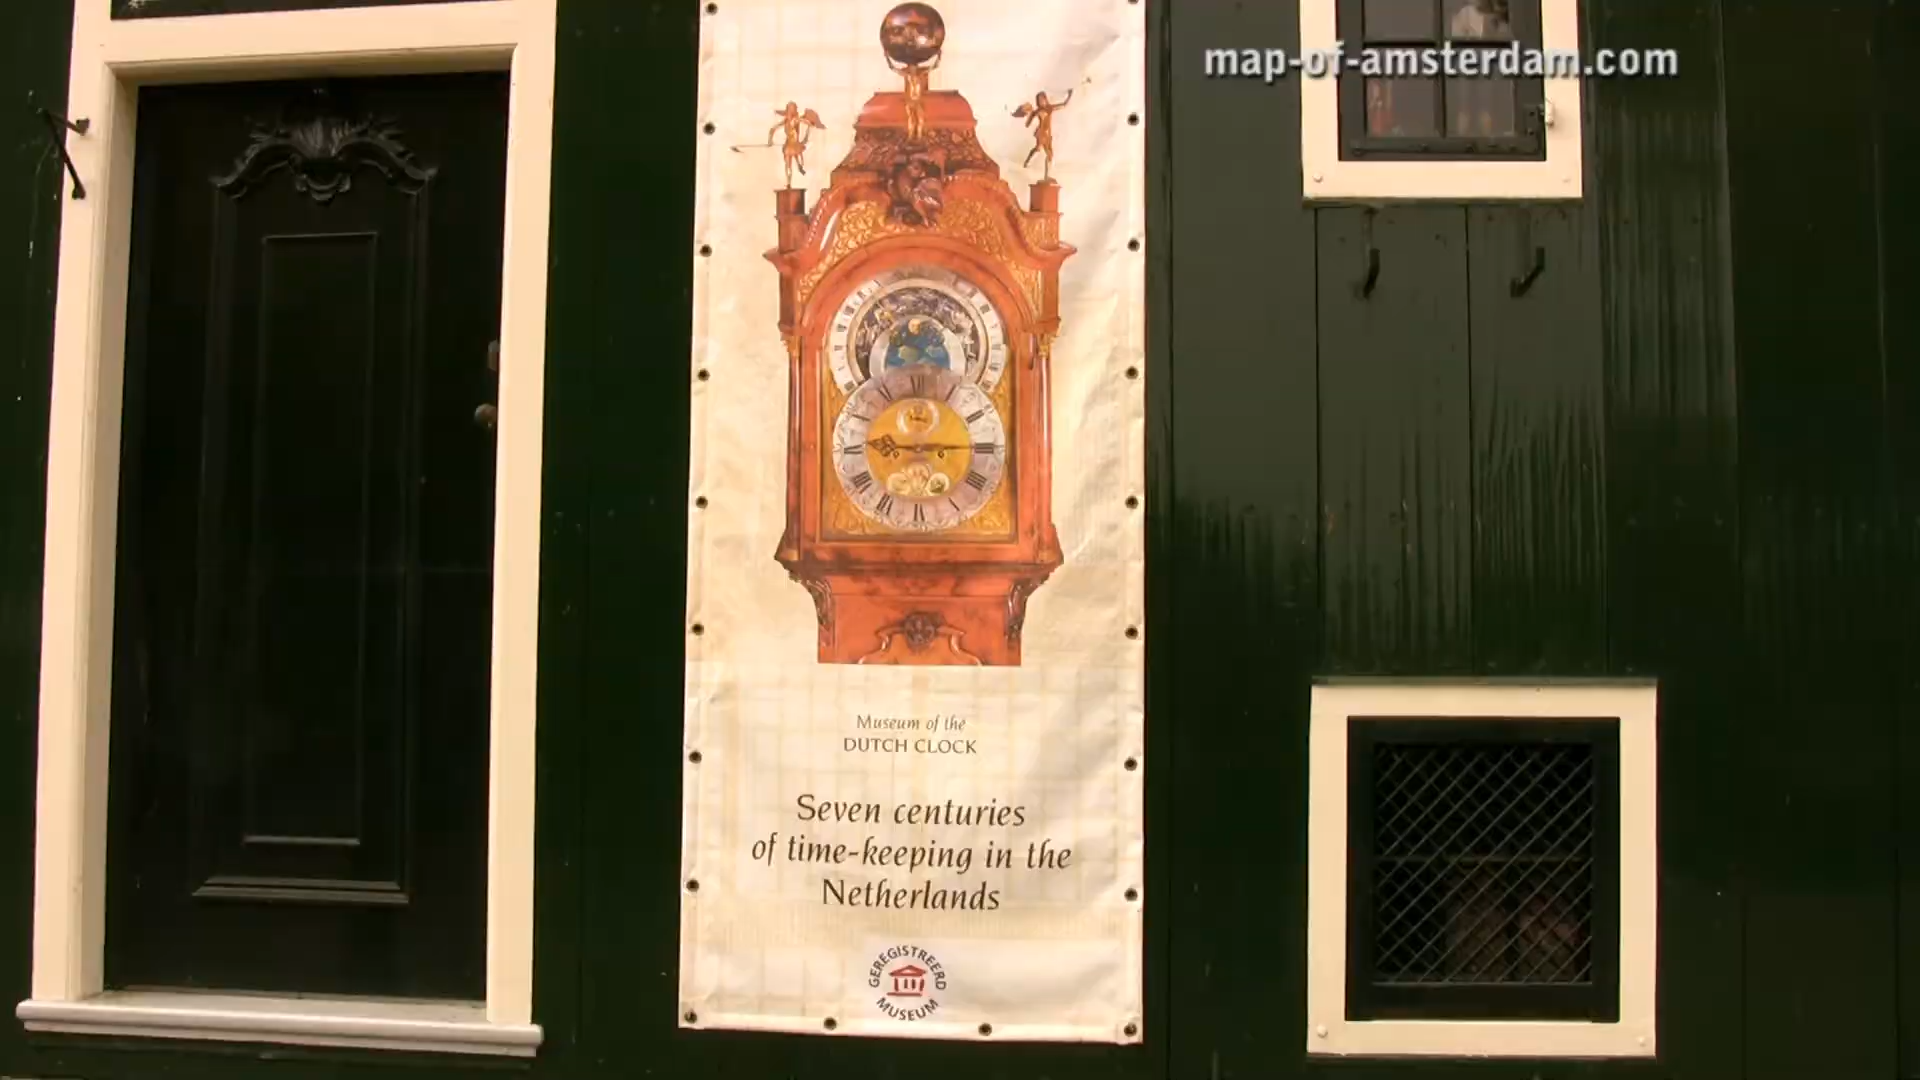 map-of-amsterdam.com
Museum of the
DUTCH CLOCK
Seven centuries
of time-keeping in the
Netherlands
GEREGISTREERD
MUSEUM